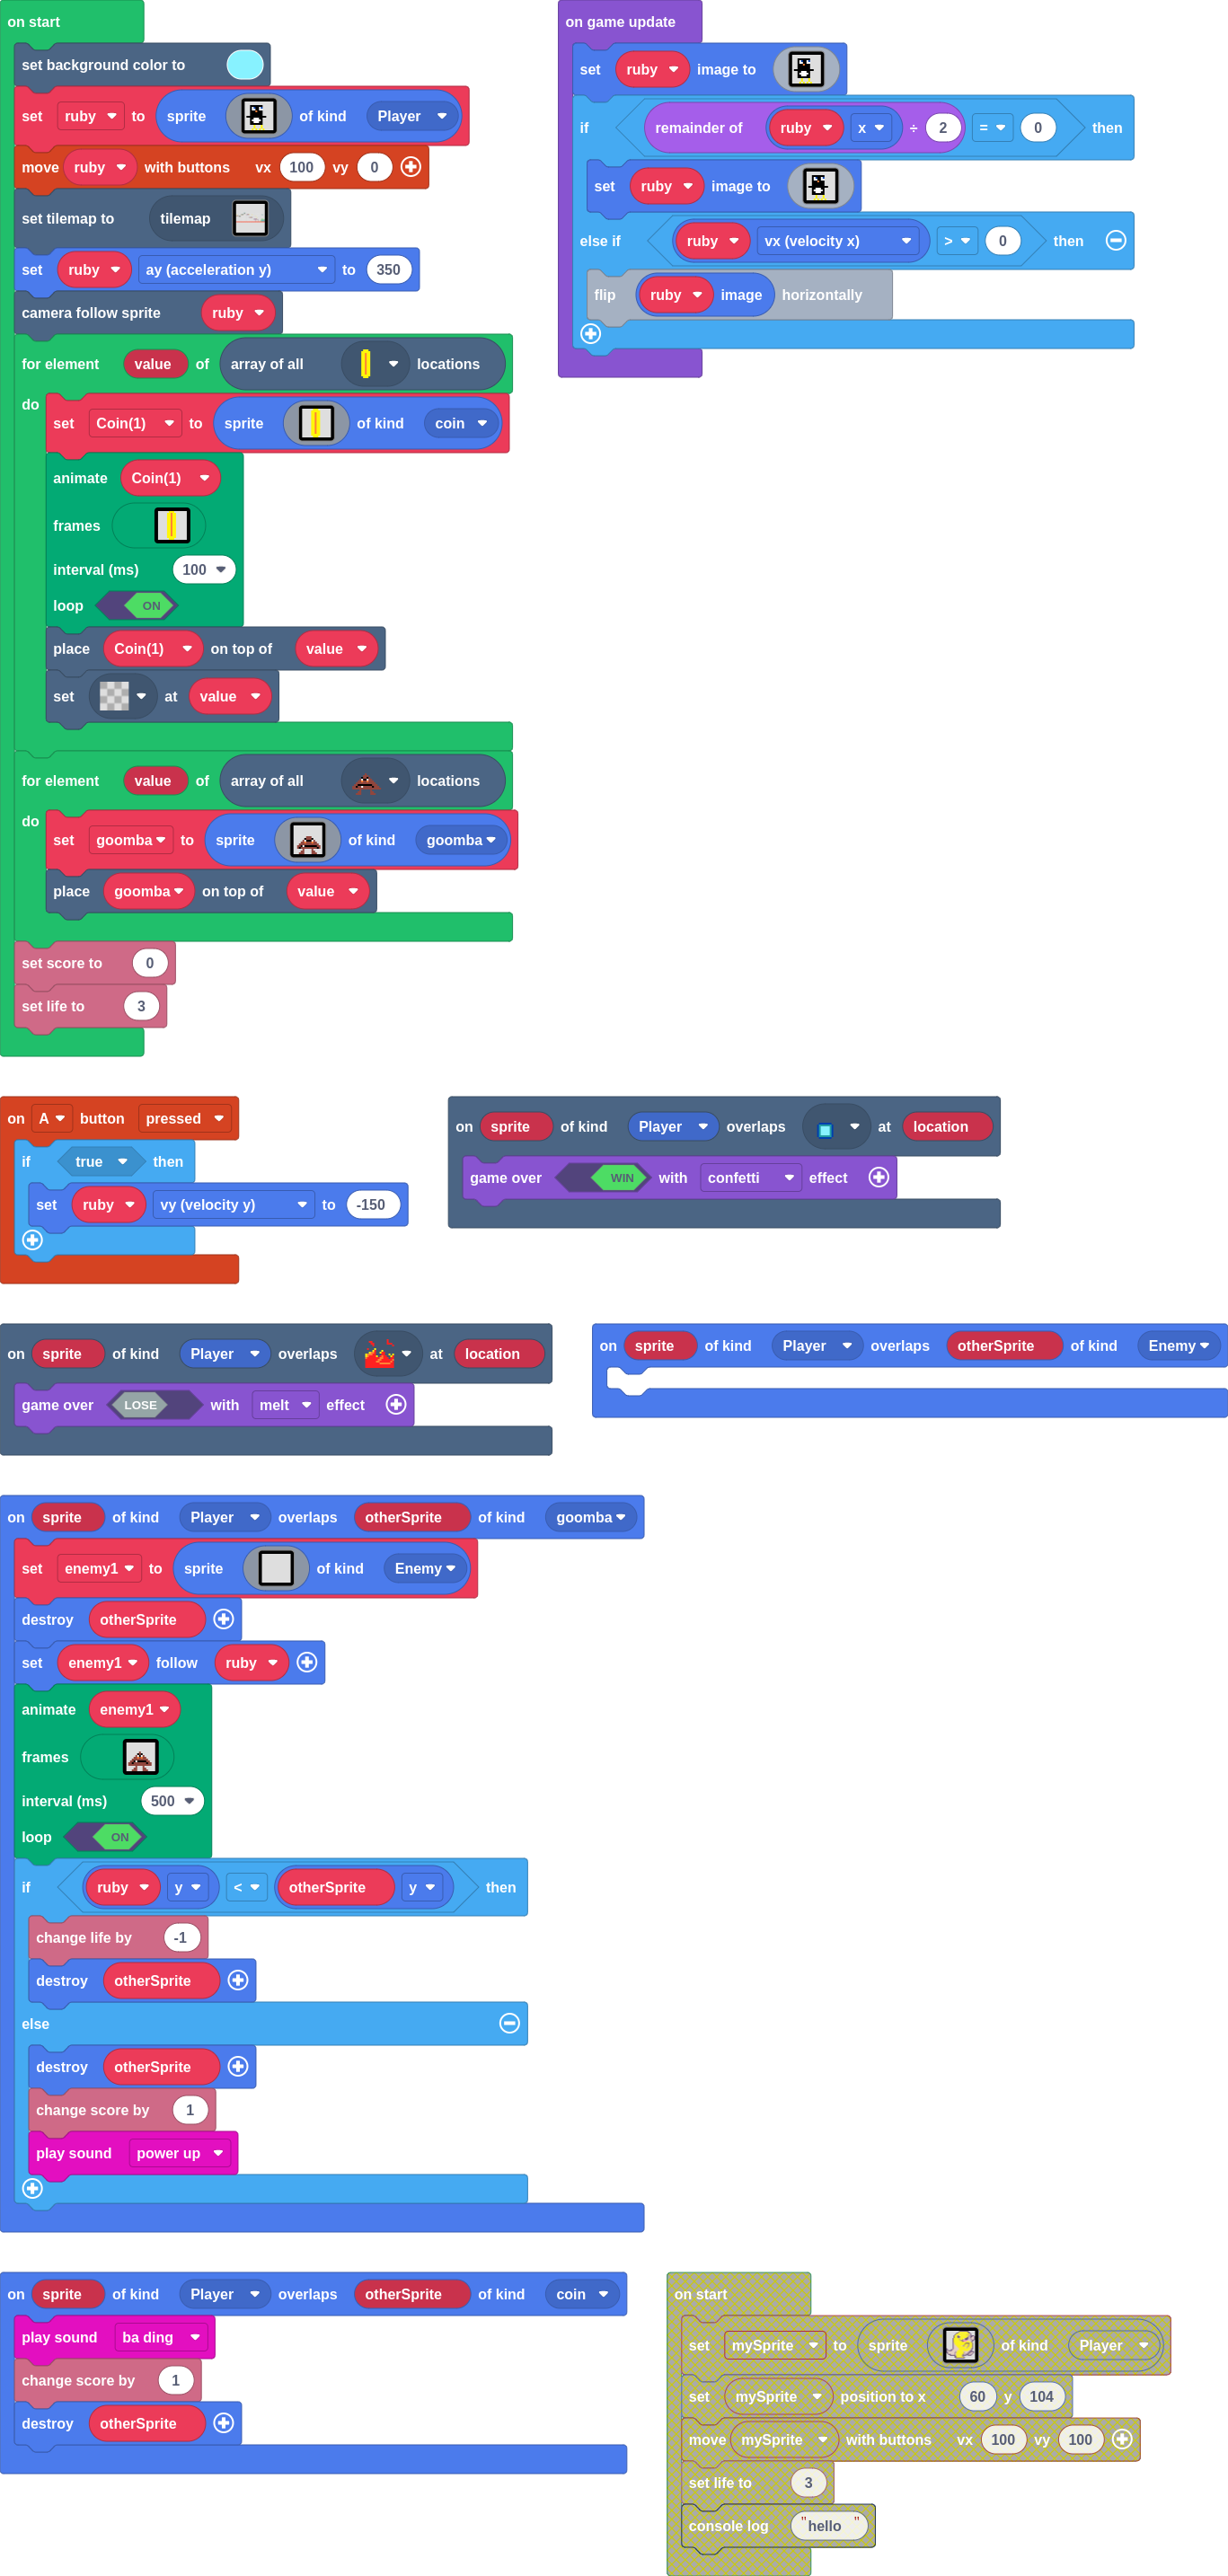 on start
set background color to
set ruby to sprite of kind Player
move ruby with buttons vx 100 vy 0
set tilemap to tilemap
set ruby ay (acceleration y) to 350
camera follow sprite ruby
for element value of array of all locations
do
set Coin(1) to sprite of kind coin
animate Coin(1)
frames
interval (ms) 100
loop ON
place Coin(1) on top of value
set at value
for element value of array of all locations
do
set goomba to sprite of kind goomba
place goomba on top of value
set score to 0
set life to 3
on game update
set ruby image to
if remainder of ruby x ÷ 2 = 0 then
set ruby image to
else if ruby vx (velocity x) > 0 then
flip ruby image horizontally
on A button pressed
if true then
set ruby vy (velocity y) to -150
on sprite of kind Player overlaps at location
game over WIN with confetti effect
on sprite of kind Player overlaps at location
game over LOSE with melt effect
on sprite of kind Player overlaps otherSprite of kind Enemy
on sprite of kind Player overlaps otherSprite of kind goomba
set enemy1 to sprite of kind Enemy
destroy otherSprite
set enemy1 follow ruby
animate enemy1
frames
interval (ms) 500
loop ON
if ruby y < otherSprite y then
change life by -1
destroy otherSprite
else
destroy otherSprite
change score by 1
play sound power up
on sprite of kind Player overlaps otherSprite of kind coin
play sound ba ding
change score by 1
destroy otherSprite
on start
set mySprite to sprite of kind Player
set mySprite position to x 60 y 104
move mySprite with buttons vx 100 vy 100
set life to 3
console log "hello"